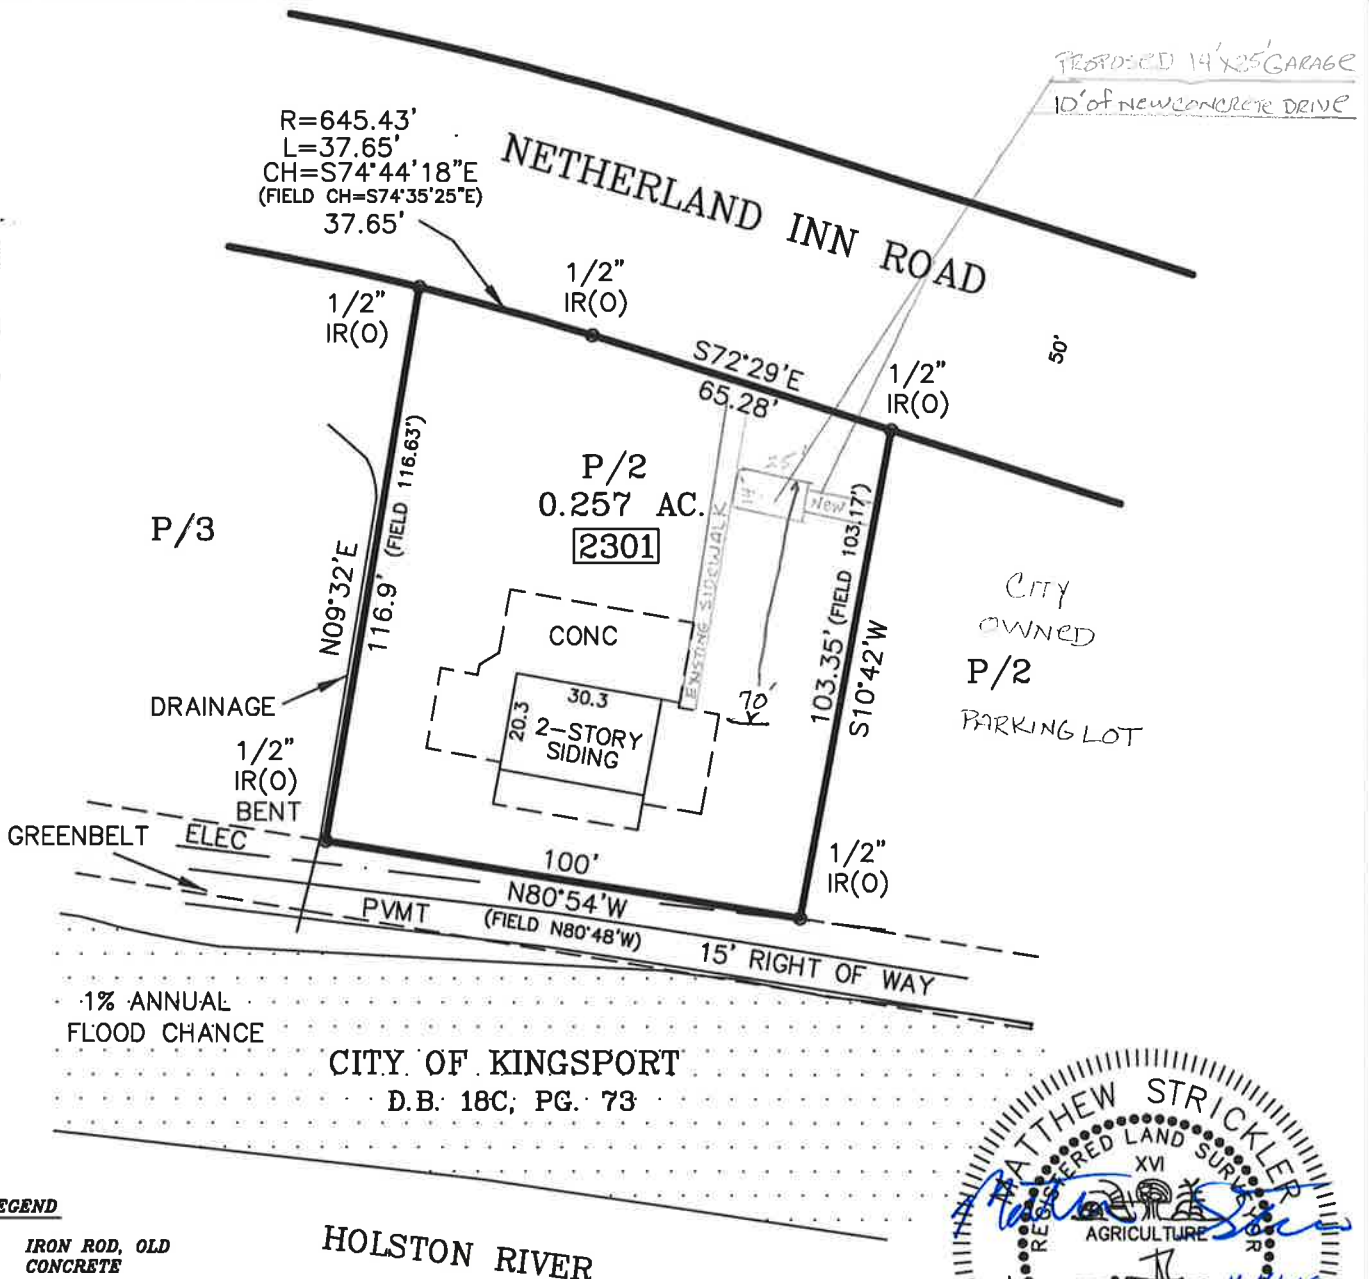 PROPOSED 14'X25' GARAGE
10' of NEW CONCRETE DRIVE
R=645.43'
L=37.65'
CH=S74°44'18"E
(FIELD CH=S74°35'25"E)
37.65'
NETHERLAND INN ROAD
50'
1/2"
IR(O)
1/2"
IR(O)
S72°29'E
65.28'
1/2"
IR(O)
25'
14'
New
P/2
0.257 AC.
2301
P/3
N09°32'E
116.9' (FIELD 116.63')
EXISTING SIDEWALK
103.35' (FIELD 103.17')
S10°42'W
CITY
OWNED
P/2
PARKING LOT
CONC
70'
30.3
20.3
2-STORY
SIDING
DRAINAGE
1/2"
IR(O)
BENT
GREENBELT
ELEC
100'
N80°54'W
(FIELD N80°48'W)
1/2"
IR(O)
PVMT
15' RIGHT OF WAY
1% ANNUAL
FLOOD CHANCE
CITY OF KINGSPORT
D.B. 18C; PG. 73
HOLSTON RIVER
EGEND
IRON ROD, OLD
CONCRETE
MATTHEW STRICKLER
REGISTERED LAND SURVEYOR
XVI
AGRICULTURE